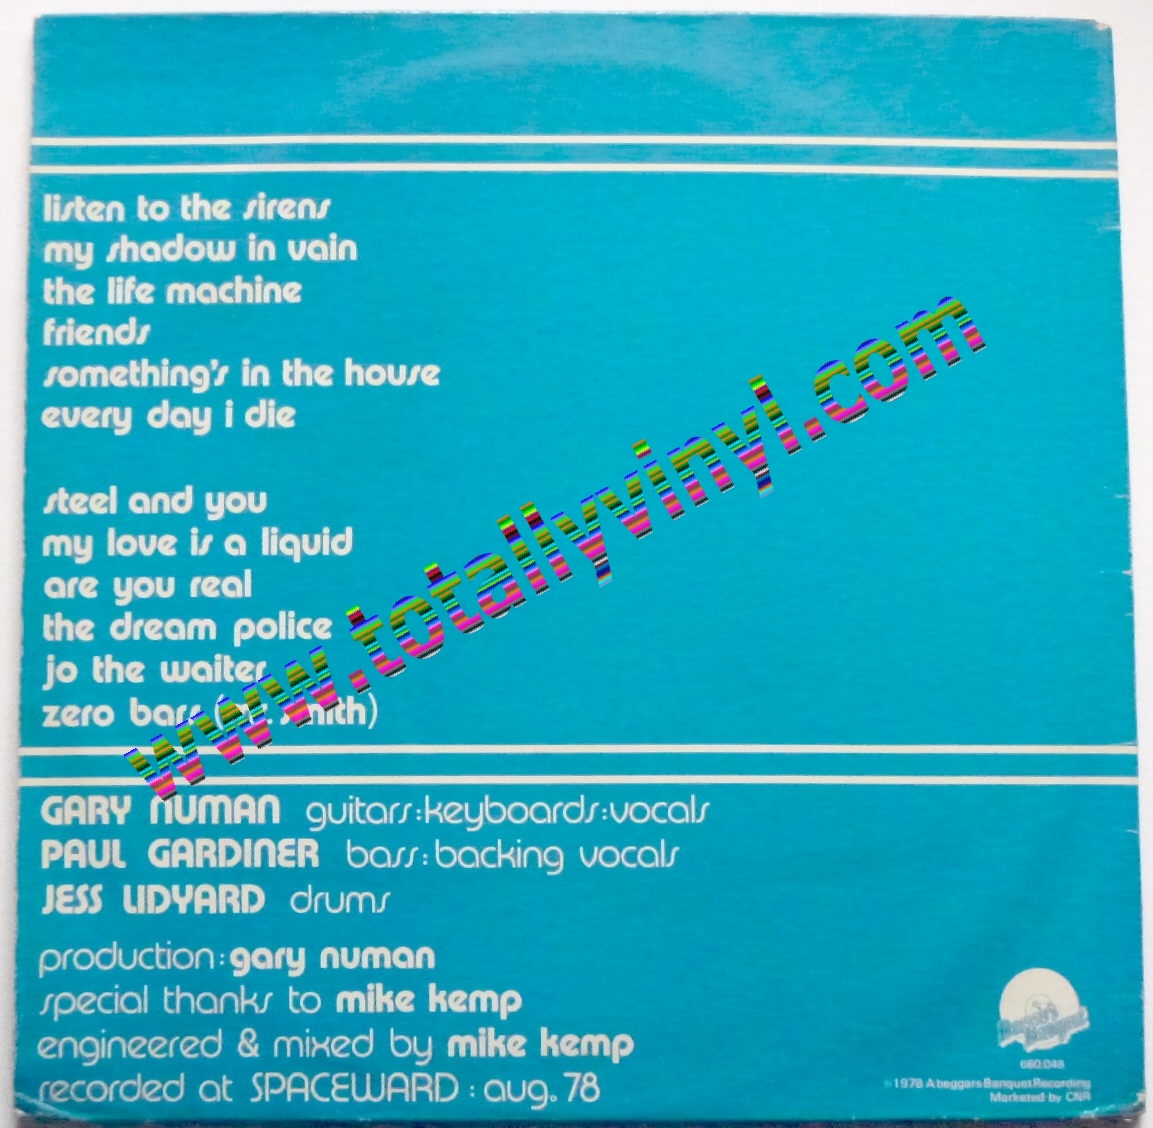 listen to the sirens
my shadow in vain
the life machine
friends
something's in the house
every day i die
steel and you
my love is a liquid
are you real
the dream police
jo the waiter
zero bars (mr. smith)
www.totallyvinyl.com
GARY NUMAN guitars:keyboards:vocals
PAUL GARDINER bass:backing vocals
JESS LIDYARD drums
production:gary numan
special thanks to mike kemp
engineered & mixed by mike kemp
recorded at SPACEWARD : aug. 78
Beggars
Banquet
660.048
℗1978 A beggars Banquet Recording
Marketed by CNR